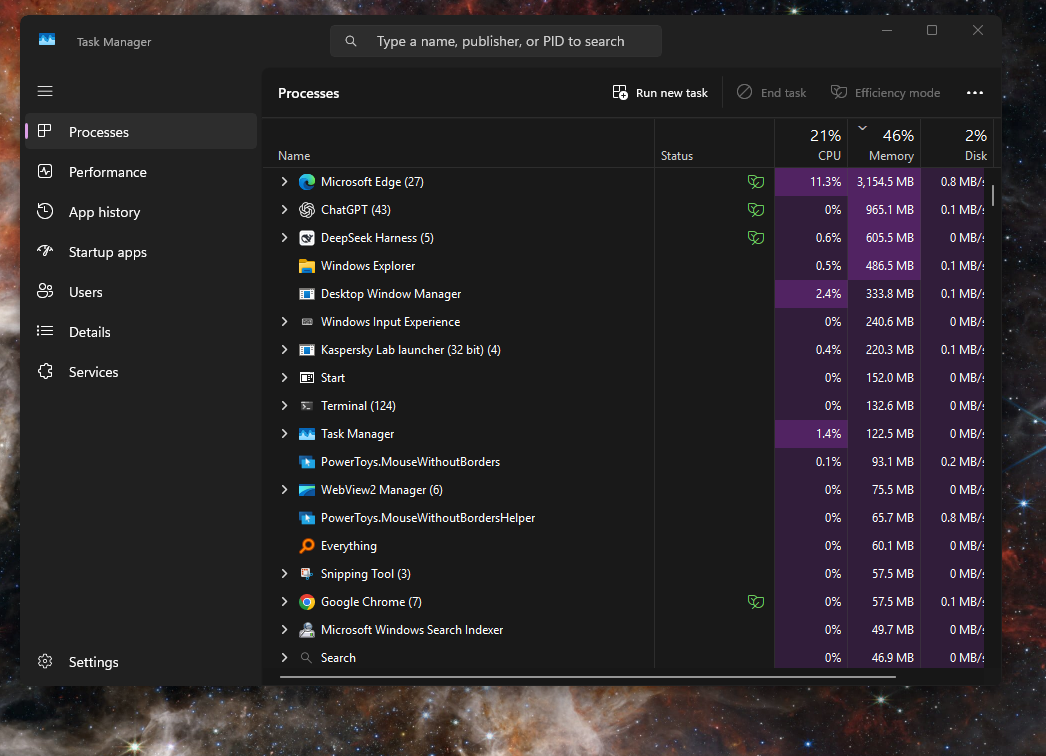 Task Manager
Type a name, publisher, or PID to search
Processes
Run new task
End task
Efficiency mode
Processes
Performance
App history
Startup apps
Users
Details
Services
Settings
21% 46% 2%
Name Status CPU Memory Disk
Microsoft Edge (27) 11.3% 3,154.5 MB 0.8 MB/s
ChatGPT (43) 0% 965.1 MB 0.1 MB/s
DeepSeek Harness (5) 0.6% 605.5 MB 0 MB/s
Windows Explorer 0.5% 486.5 MB 0.1 MB/s
Desktop Window Manager 2.4% 333.8 MB 0.1 MB/s
Windows Input Experience 0% 240.6 MB 0 MB/s
Kaspersky Lab launcher (32 bit) (4) 0.4% 220.3 MB 0.1 MB/s
Start 0% 152.0 MB 0 MB/s
Terminal (124) 0% 132.6 MB 0 MB/s
Task Manager 1.4% 122.5 MB 0 MB/s
PowerToys.MouseWithoutBorders 0.1% 93.1 MB 0.2 MB/s
WebView2 Manager (6) 0% 75.5 MB 0 MB/s
PowerToys.MouseWithoutBordersHelper 0% 65.7 MB 0.8 MB/s
Everything 0% 60.1 MB 0 MB/s
Snipping Tool (3) 0% 57.5 MB 0 MB/s
Google Chrome (7) 0% 57.5 MB 0.1 MB/s
Microsoft Windows Search Indexer 0% 49.7 MB 0 MB/s
Search 0% 46.9 MB 0 MB/s